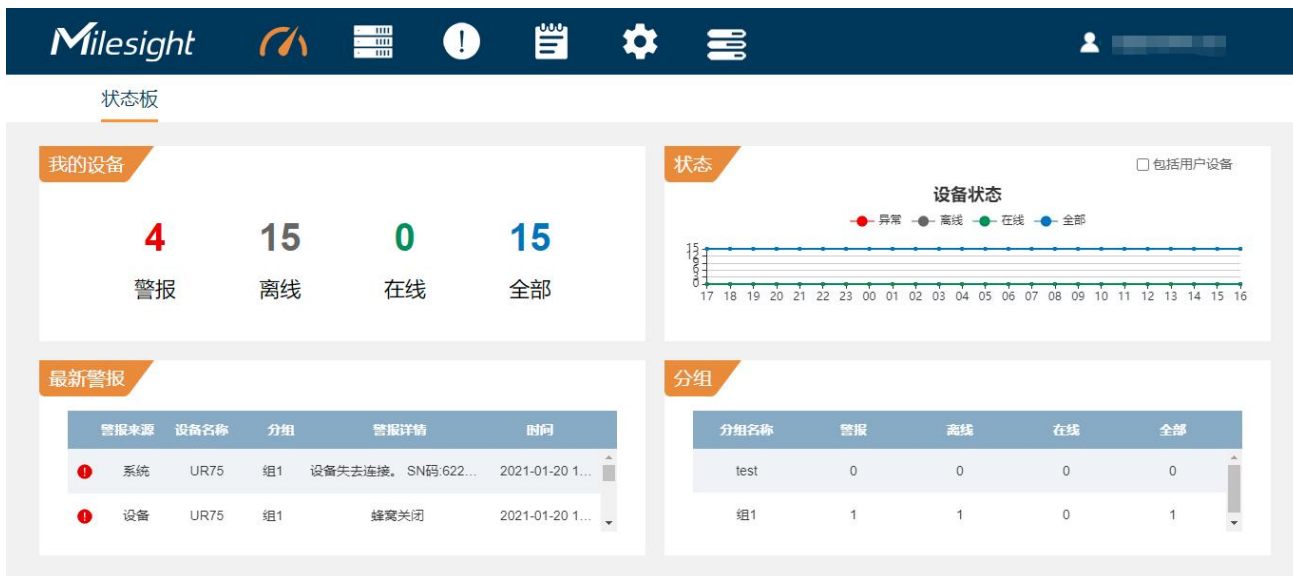 Milesight
状态板
我的设备
4 15 0 15
警报 离线 在线 全部
状态
包括用户设备
设备状态
异常 离线 在线 全部
15
12
9
6
3
0
17 18 19 20 21 22 23 00 01 02 03 04 05 06 07 08 09 10 11 12 13 14 15 16
最新警报
警报来源 设备名称 分组 警报详情 时间
系统 UR75 组1 设备失去连接。 SN码:622... 2021-01-20 1...
设备 UR75 组1 蜂窝关闭 2021-01-20 1...
分组
分组名称 警报 离线 在线 全部
test 0 0 0 0
组1 1 1 0 1